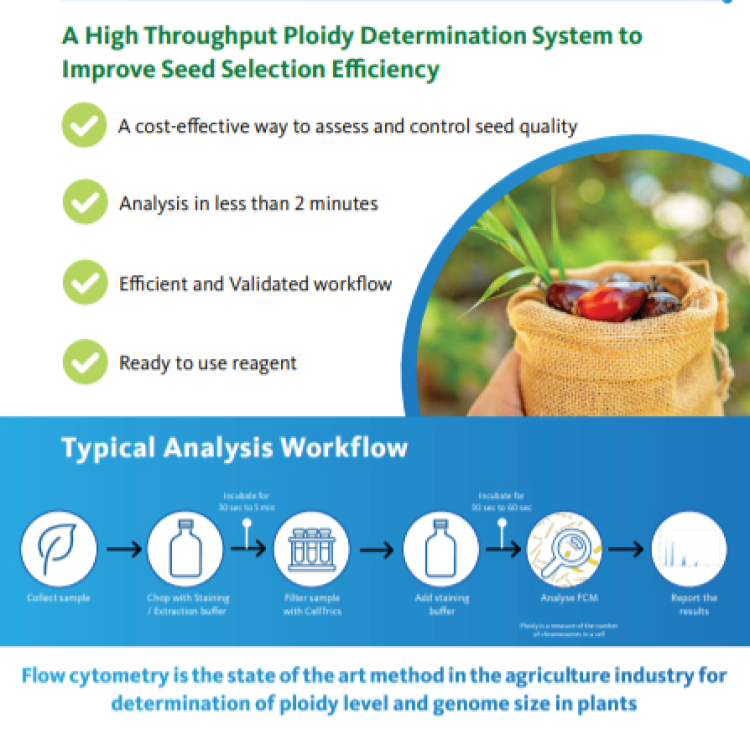 A High Throughput Ploidy Determination System to
Improve Seed Selection Efficiency
A cost-effective way to assess and control seed quality
Analysis in less than 2 minutes
Efficient and Validated workflow
Ready to use reagent
Typical Analysis Workflow
Incubate for
30 sec to 5 min
Incubate for
30 sec to 60 sec
Collect sample
Chop with Staining
/ Extraction buffer
Filter sample
with CellTrics
Add staining
buffer
Analyse FCM
Report the
results
Ploidy is a measure of the number
of chromosomes in a cell
Flow cytometry is the state of the art method in the agriculture industry for
determination of ploidy level and genome size in plants